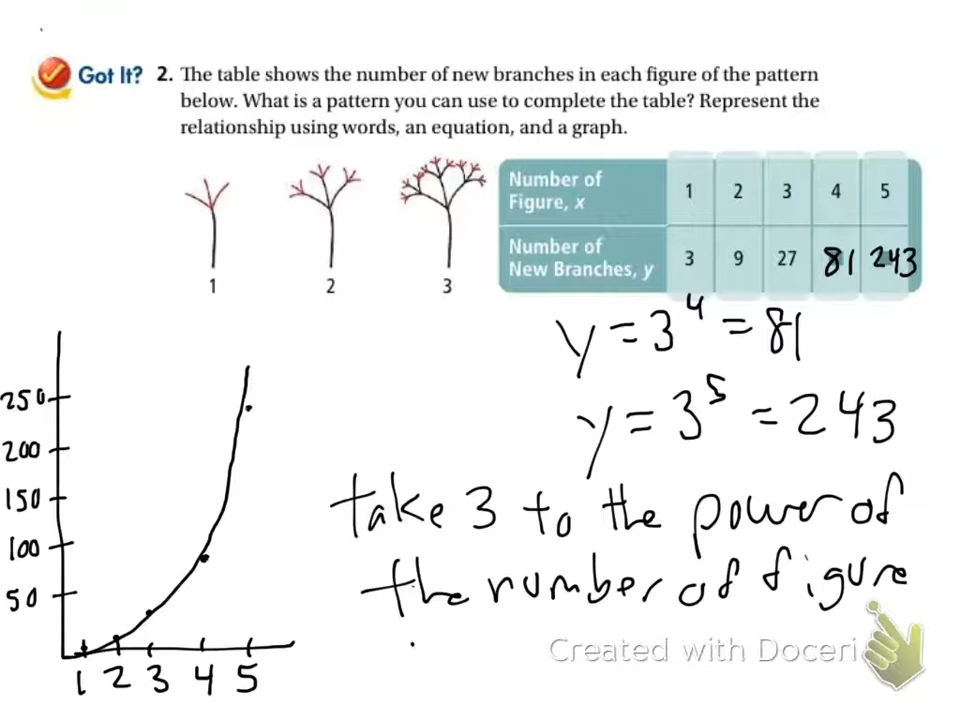 Got It? 2. The table shows the number of new branches in each figure of the pattern
below. What is a pattern you can use to complete the table? Represent the
relationship using words, an equation, and a graph.
1 2 3
Number of Figure, x 1 2 3 4 5
Number of New Branches, y 3 9 27 81 243
y = 3⁴ = 81
y = 3⁵ = 243
take 3 to the power of
the number of figure
250
200
150
100
50
1 2 3 4 5
Created with Doceri